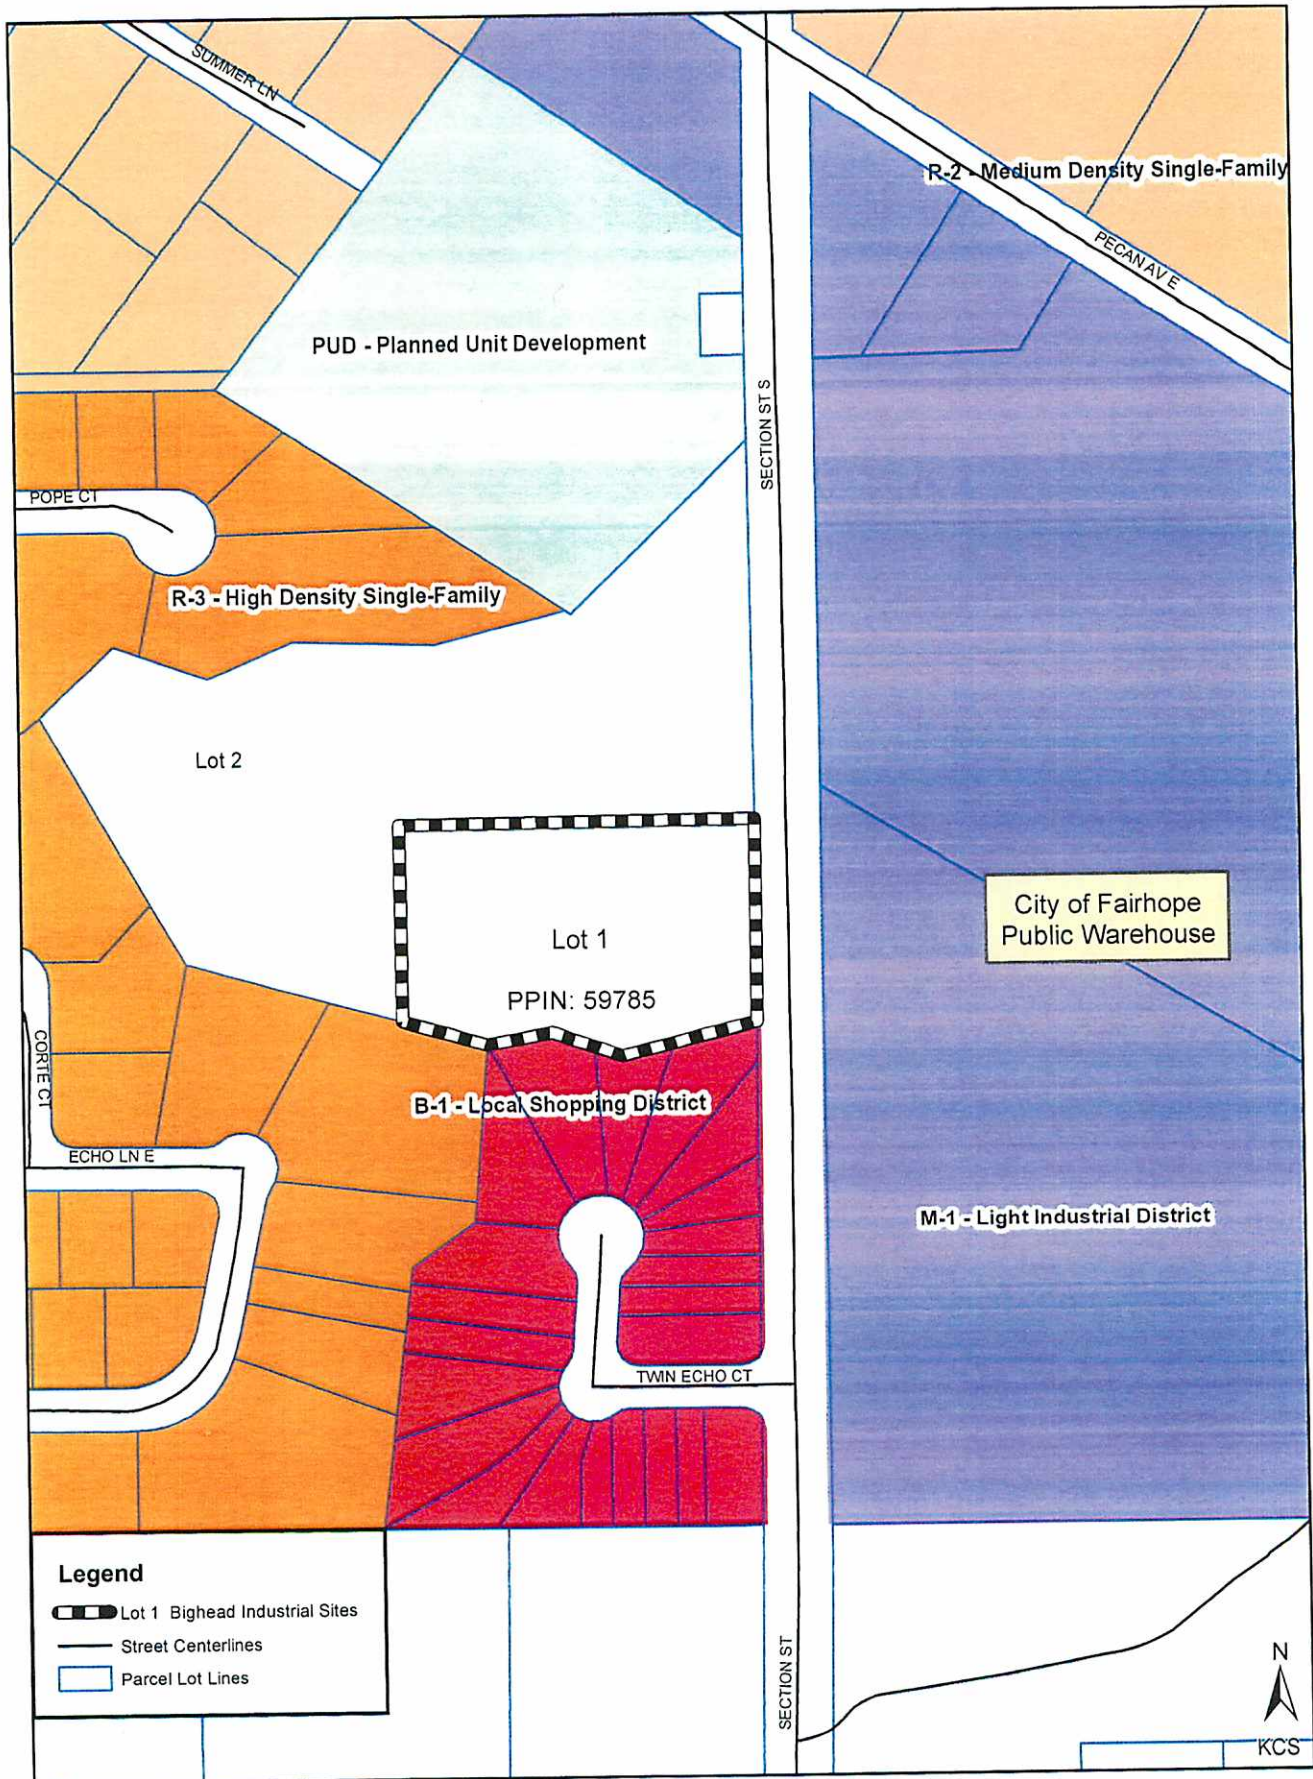 SUMMER LN
R-2 - Medium Density Single-Family
PECAN AV E
PUD - Planned Unit Development
SECTION ST S
POPE CT
R-3 - High Density Single-Family
Lot 2
City of Fairhope
Public Warehouse
Lot 1
PPIN: 59785
CORTE CT
B-1 - Local Shopping District
ECHO LN E
M-1 - Light Industrial District
TWIN ECHO CT
Legend
Lot 1 Bighead Industrial Sites
Street Centerlines
Parcel Lot Lines
SECTION ST
N
KCS